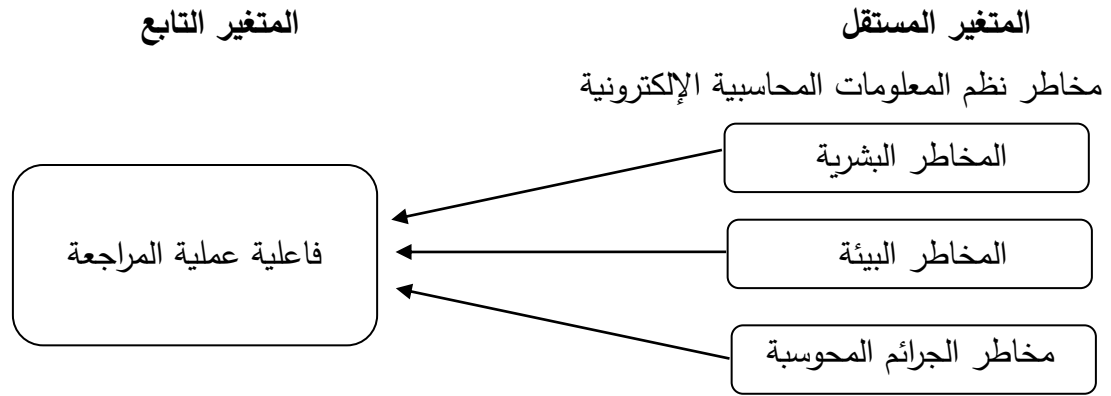 المتغير المستقل
المتغير التابع
مخاطر نظم المعلومات المحاسبية الإلكترونية
المخاطر البشرية
المخاطر البيئة
مخاطر الجرائم المحوسبة
فاعلية عملية المراجعة